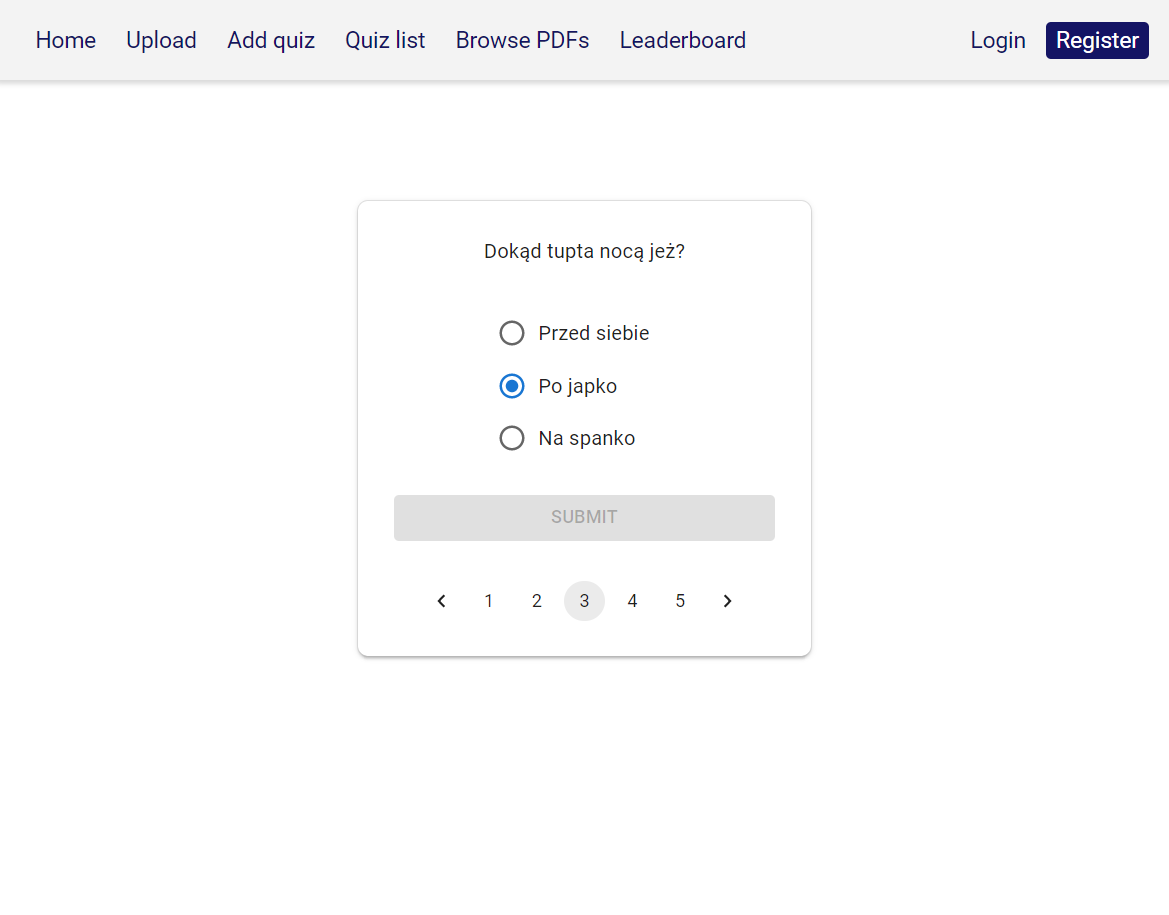 Home Upload Add quiz Quiz list Browse PDFs Leaderboard Login Register
Dokąd tupta nocą jeż?
Przed siebie
Po japko
Na spanko
SUBMIT
1 2 3 4 5